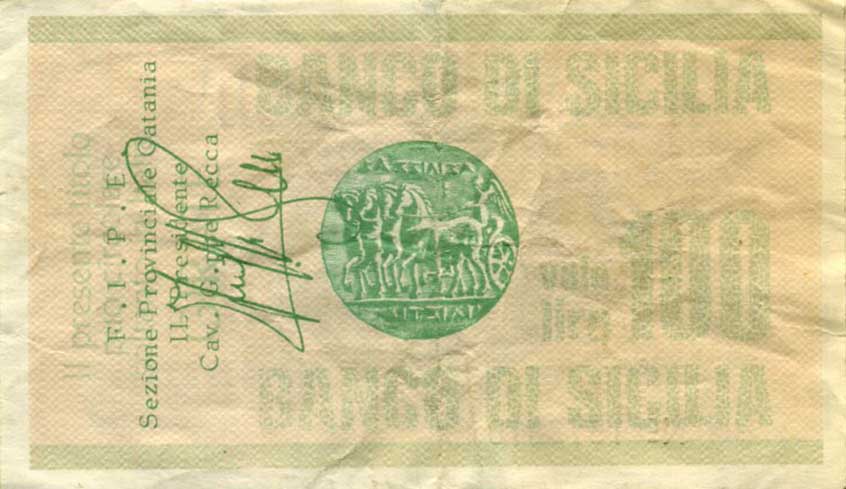 BANCO DI SICILIA
vale
lire
100
BANCO DI SICILIA
Il presente titolo
F . I . P . E
Sezione Provinciale Catania
IL Presidente
Cav. G.ppe Recca